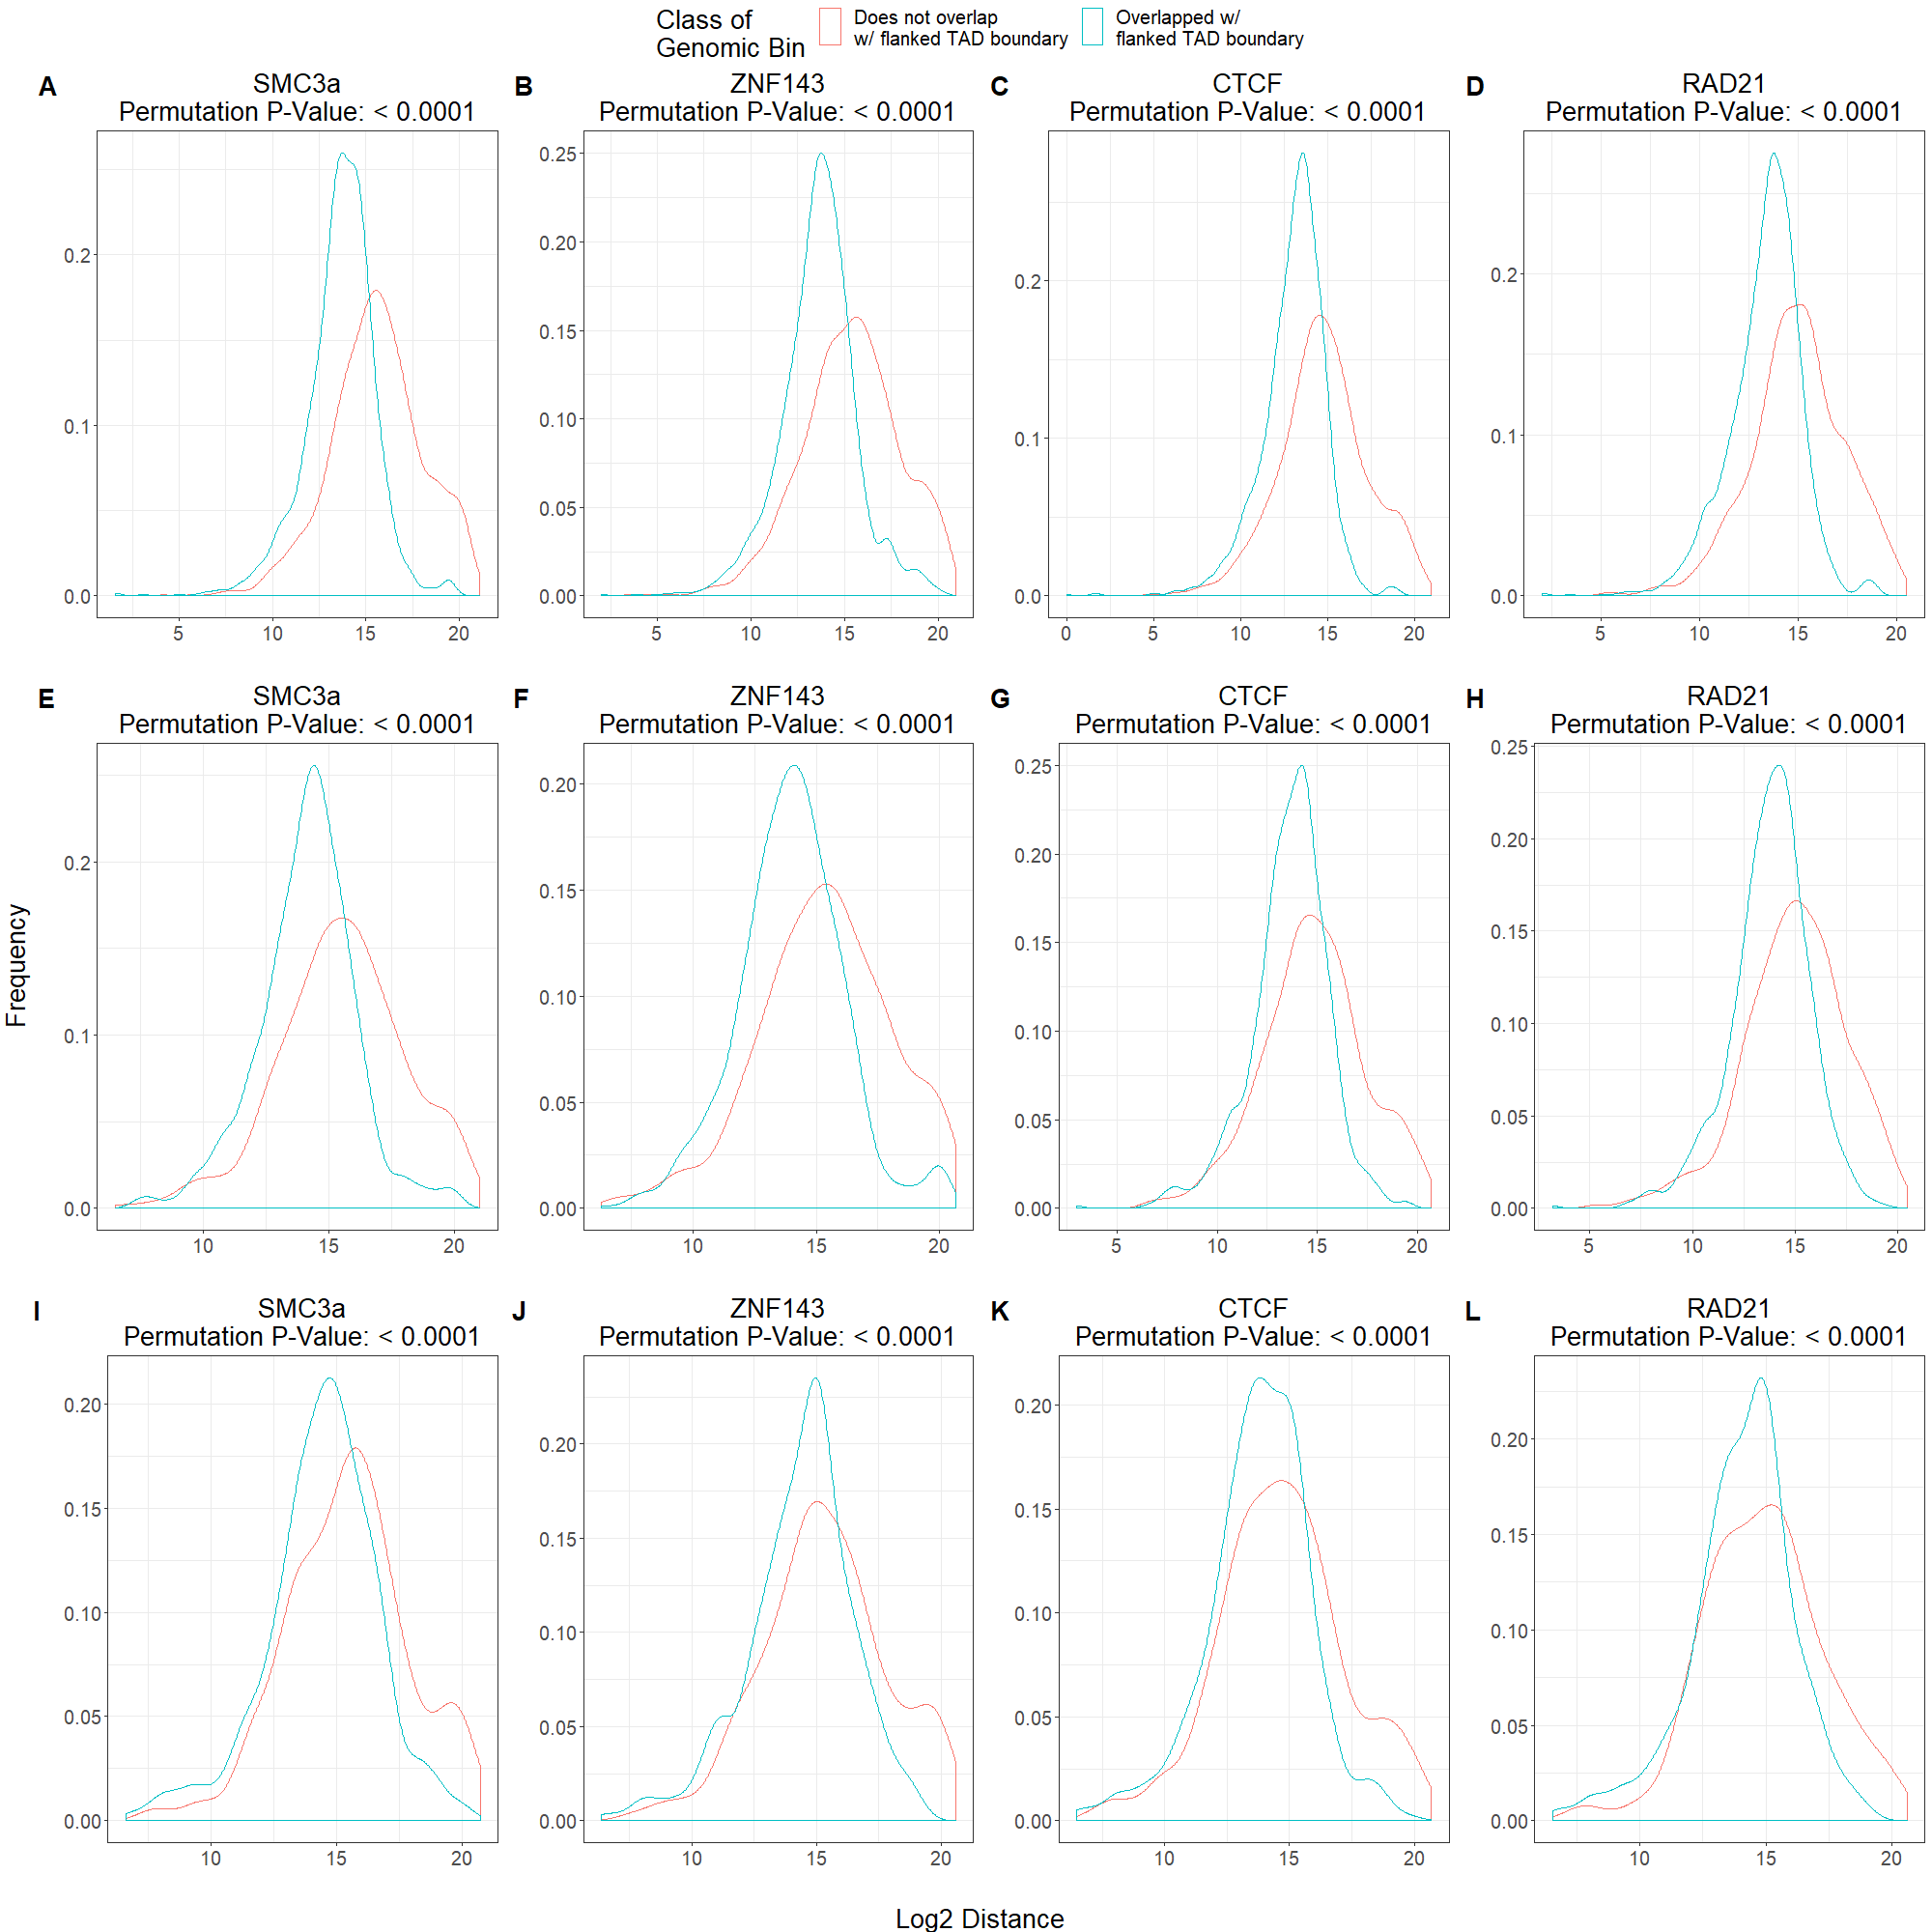 Class of
Genomic Bin
Does not overlap
w/ flanked TAD boundary
Overlapped w/
flanked TAD boundary
A
SMC3a
Permutation P-Value: < 0.0001
0.2
0.1
0.0
5 10 15 20
B
ZNF143
Permutation P-Value: < 0.0001
0.25
0.20
0.15
0.10
0.05
0.00
5 10 15 20
C
CTCF
Permutation P-Value: < 0.0001
0.2
0.1
0.0
0 5 10 15 20
D
RAD21
Permutation P-Value: < 0.0001
0.2
0.1
0.0
5 10 15 20
Frequency
E
SMC3a
Permutation P-Value: < 0.0001
0.2
0.1
0.0
10 15 20
F
ZNF143
Permutation P-Value: < 0.0001
0.20
0.15
0.10
0.05
0.00
10 15 20
G
CTCF
Permutation P-Value: < 0.0001
0.25
0.20
0.15
0.10
0.05
0.00
5 10 15 20
H
RAD21
Permutation P-Value: < 0.0001
0.25
0.20
0.15
0.10
0.05
0.00
5 10 15 20
I
SMC3a
Permutation P-Value: < 0.0001
0.20
0.15
0.10
0.05
0.00
10 15 20
J
ZNF143
Permutation P-Value: < 0.0001
0.20
0.15
0.10
0.05
0.00
10 15 20
K
CTCF
Permutation P-Value: < 0.0001
0.20
0.15
0.10
0.05
0.00
10 15 20
L
RAD21
Permutation P-Value: < 0.0001
0.20
0.15
0.10
0.05
0.00
10 15 20
Log2 Distance